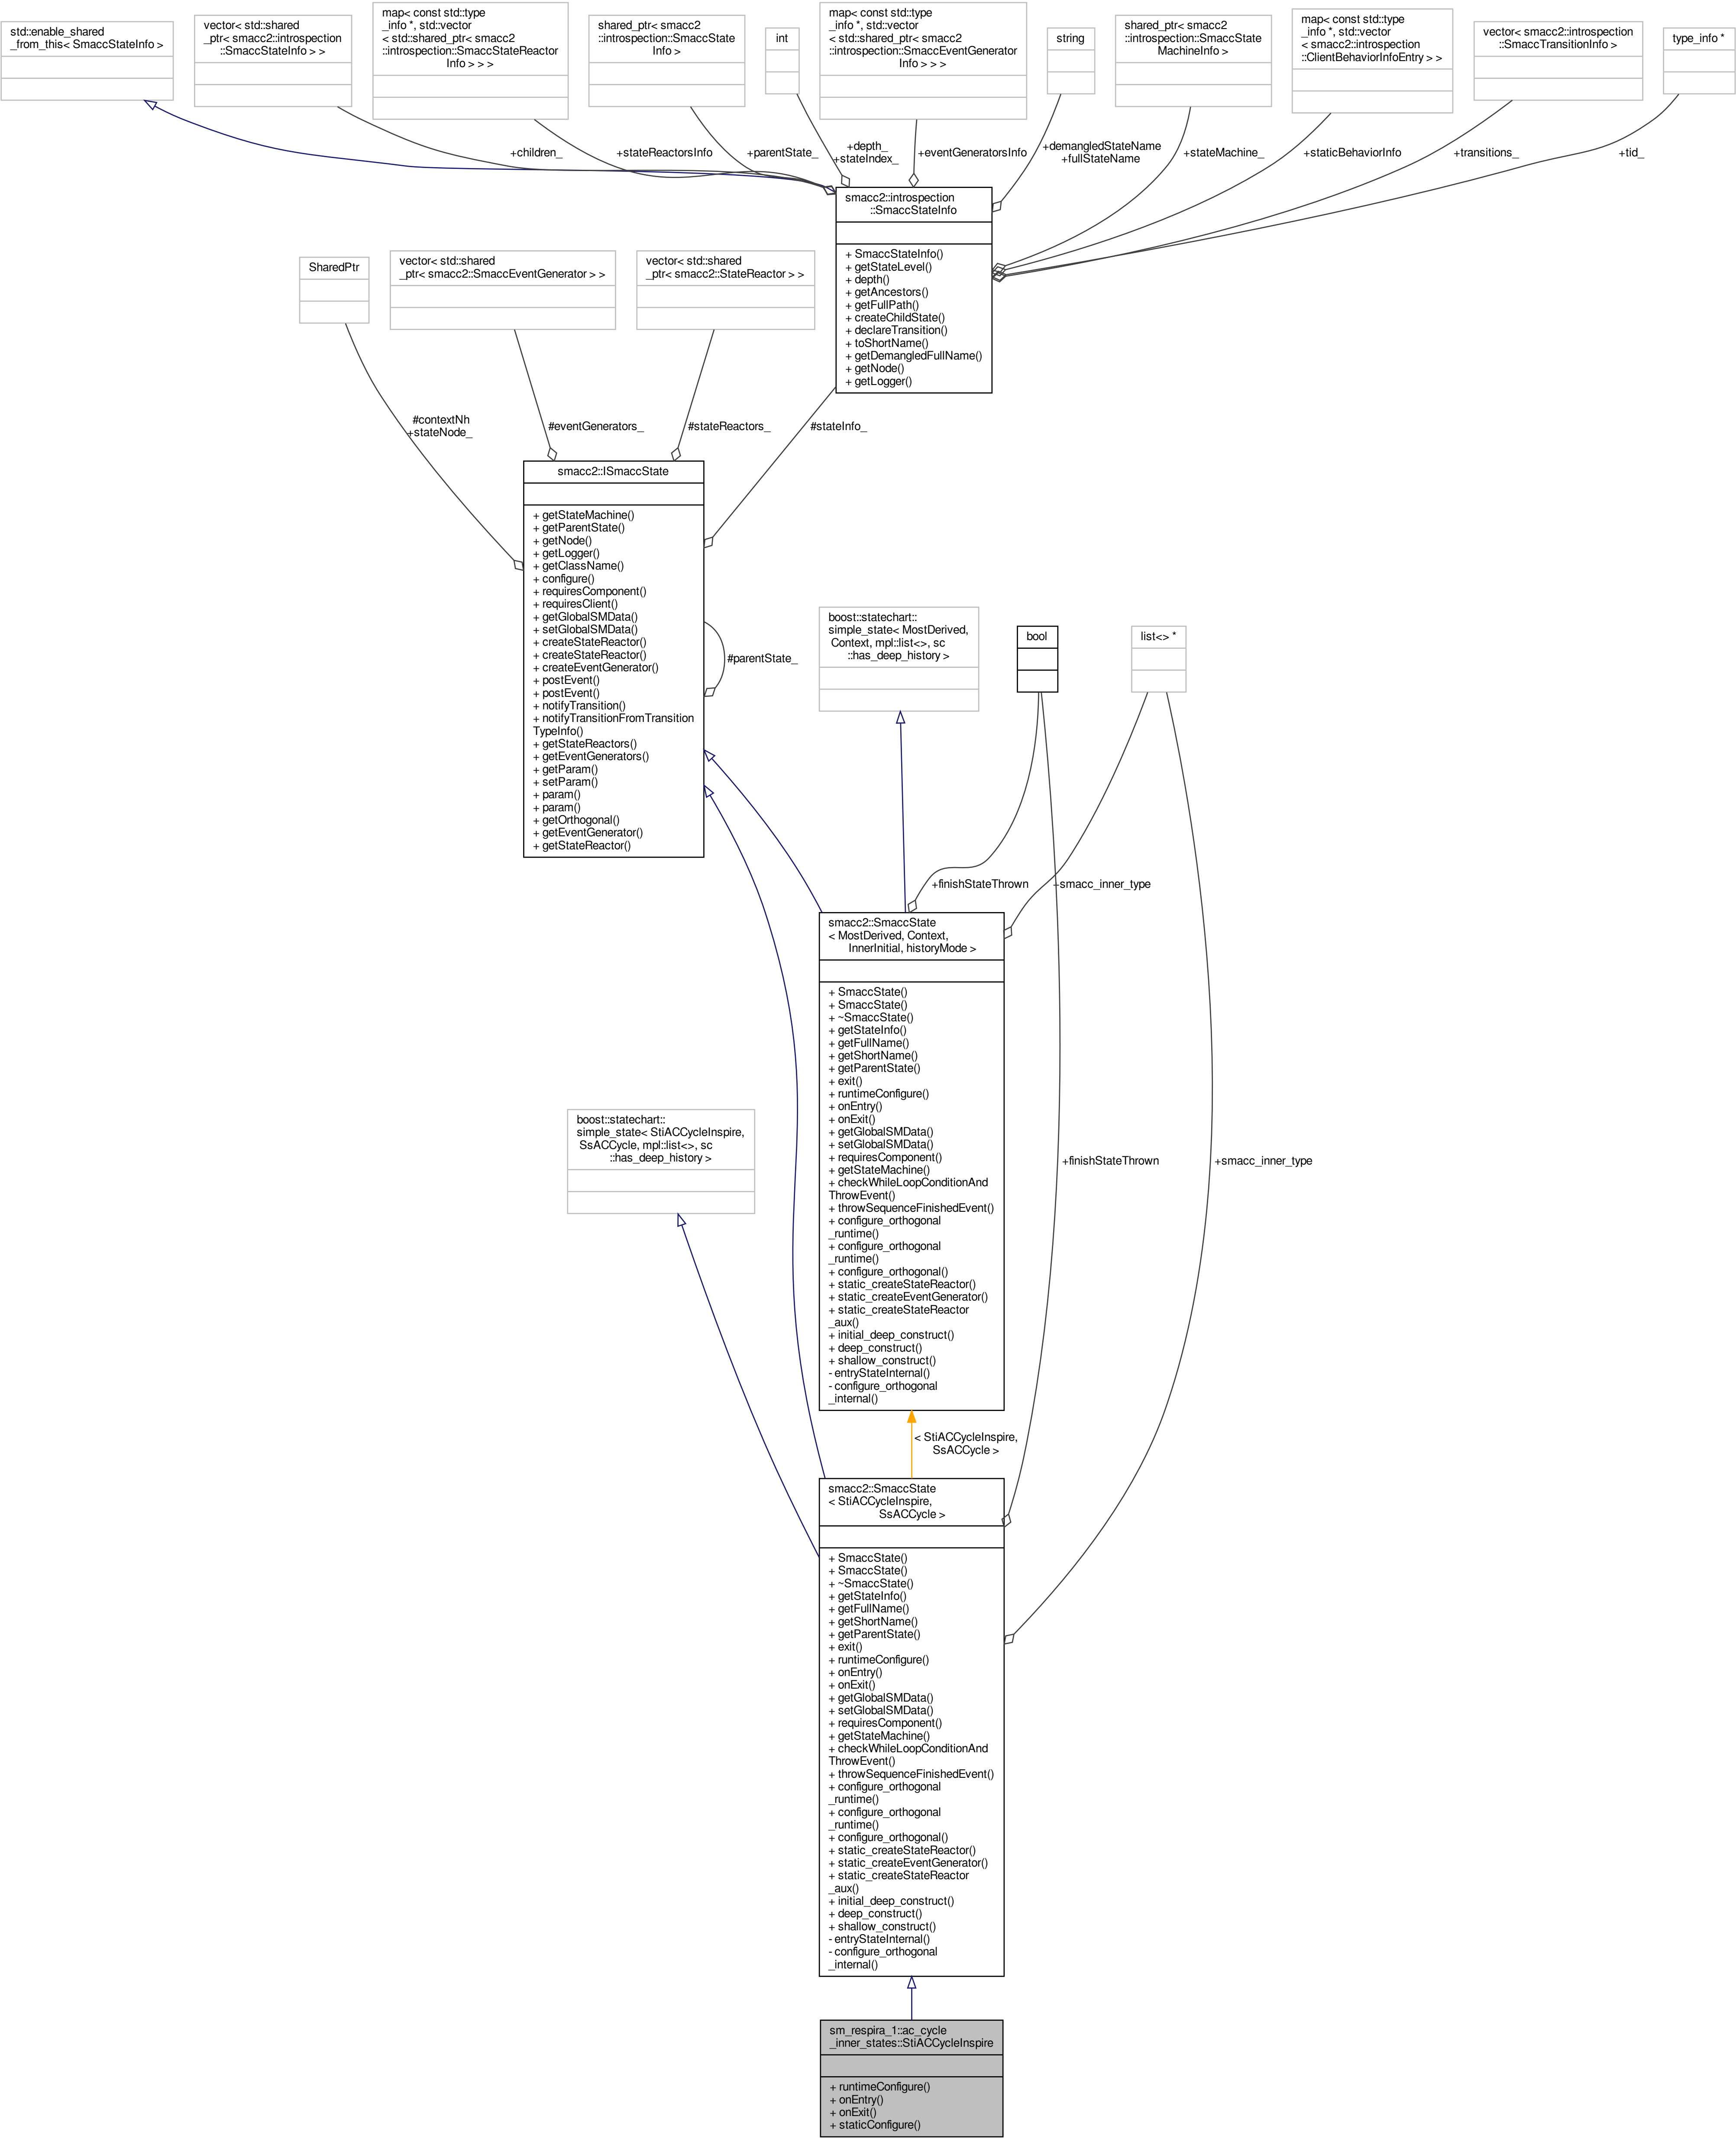 std::enable_shared
_from_this< SmaccStateInfo >
vector< std::shared
_ptr< smacc2::introspection
::SmaccStateInfo > >
map< const std::type
_info *, std::vector
< std::shared_ptr< smacc2
::introspection::SmaccStateReactor
Info > > >
shared_ptr< smacc2
::introspection::SmaccState
Info >
int
map< const std::type
_info *, std::vector
< std::shared_ptr< smacc2
::introspection::SmaccEventGenerator
Info > > >
string
shared_ptr< smacc2
::introspection::SmaccState
MachineInfo >
map< const std::type
_info *, std::vector
< smacc2::introspection
::ClientBehaviorInfoEntry > >
vector< smacc2::introspection
::SmaccTransitionInfo >
type_info *
+children_
+stateReactorsInfo
+parentState_
+depth_
+stateIndex_
+eventGeneratorsInfo
+demangledStateName
+fullStateName
+stateMachine_
+staticBehaviorInfo
+transitions_
+tid_
smacc2::introspection
::SmaccStateInfo
+ SmaccStateInfo()
+ getStateLevel()
+ depth()
+ getAncestors()
+ getFullPath()
+ createChildState()
+ declareTransition()
+ toShortName()
+ getDemangledFullName()
+ getNode()
+ getLogger()
SharedPtr
vector< std::shared
_ptr< smacc2::SmaccEventGenerator > >
vector< std::shared
_ptr< smacc2::StateReactor > >
#contextNh
+stateNode_
#eventGenerators_
#stateReactors_
#stateInfo_
smacc2::ISmaccState
+ getStateMachine()
+ getParentState()
+ getNode()
+ getLogger()
+ getClassName()
+ configure()
+ requiresComponent()
+ requiresClient()
+ getGlobalSMData()
+ setGlobalSMData()
+ createStateReactor()
+ createStateReactor()
+ createEventGenerator()
+ postEvent()
+ postEvent()
+ notifyTransition()
+ notifyTransitionFromTransition
TypeInfo()
+ getStateReactors()
+ getEventGenerators()
+ getParam()
+ setParam()
+ param()
+ param()
+ getOrthogonal()
+ getEventGenerator()
+ getStateReactor()
#parentState_
boost::statechart::
simple_state< MostDerived,
Context, mpl::list<>, sc
::has_deep_history >
bool
list<> *
+finishStateThrown
+smacc_inner_type
smacc2::SmaccState
< MostDerived, Context,
InnerInitial, historyMode >
+ SmaccState()
+ SmaccState()
+ ~SmaccState()
+ getStateInfo()
+ getFullName()
+ getShortName()
+ getParentState()
+ exit()
+ runtimeConfigure()
+ onEntry()
+ onExit()
+ getGlobalSMData()
+ setGlobalSMData()
+ requiresComponent()
+ getStateMachine()
+ checkWhileLoopConditionAnd
ThrowEvent()
+ throwSequenceFinishedEvent()
+ configure_orthogonal
_runtime()
+ configure_orthogonal
_runtime()
+ configure_orthogonal()
+ static_createStateReactor()
+ static_createEventGenerator()
+ static_createStateReactor
_aux()
+ initial_deep_construct()
+ deep_construct()
+ shallow_construct()
- entryStateInternal()
- configure_orthogonal
_internal()
boost::statechart::
simple_state< StiACCycleInspire,
SsACCycle, mpl::list<>, sc
::has_deep_history >
+finishStateThrown
+smacc_inner_type
< StiACCycleInspire,
SsACCycle >
smacc2::SmaccState
< StiACCycleInspire,
SsACCycle >
+ SmaccState()
+ SmaccState()
+ ~SmaccState()
+ getStateInfo()
+ getFullName()
+ getShortName()
+ getParentState()
+ exit()
+ runtimeConfigure()
+ onEntry()
+ onExit()
+ getGlobalSMData()
+ setGlobalSMData()
+ requiresComponent()
+ getStateMachine()
+ checkWhileLoopConditionAnd
ThrowEvent()
+ throwSequenceFinishedEvent()
+ configure_orthogonal
_runtime()
+ configure_orthogonal
_runtime()
+ configure_orthogonal()
+ static_createStateReactor()
+ static_createEventGenerator()
+ static_createStateReactor
_aux()
+ initial_deep_construct()
+ deep_construct()
+ shallow_construct()
- entryStateInternal()
- configure_orthogonal
_internal()
sm_respira_1::ac_cycle
_inner_states::StiACCycleInspire
+ runtimeConfigure()
+ onEntry()
+ onExit()
+ staticConfigure()